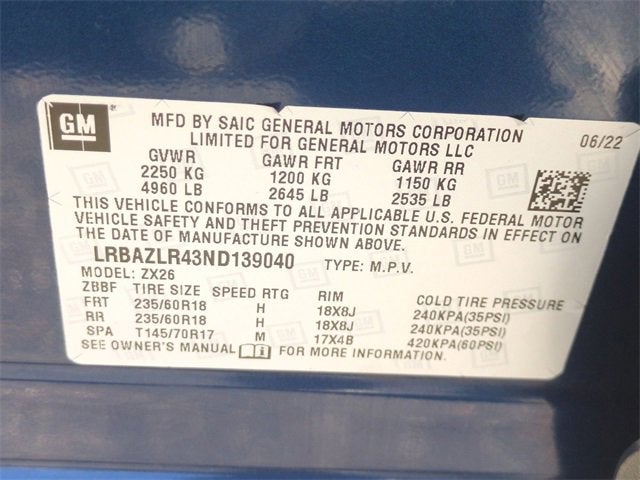 GM
MFD BY SAIC GENERAL MOTORS CORPORATION
LIMITED FOR GENERAL MOTORS LLC
06/22
GVWR GAWR FRT GAWR RR
2250 KG 1200 KG 1150 KG
4960 LB 2645 LB 2535 LB
THIS VEHICLE CONFORMS TO ALL APPLICABLE U.S. FEDERAL MOTOR
VEHICLE SAFETY AND THEFT PREVENTION STANDARDS IN EFFECT ON
THE DATE OF MANUFACTURE SHOWN ABOVE.
LRBAZLR43ND139040 TYPE: M.P.V.
MODEL: ZX26
ZBBF TIRE SIZE SPEED RTG RIM COLD TIRE PRESSURE
FRT 235/60R18 H 18X8J 240KPA(35PSI)
RR 235/60R18 H 18X8J 240KPA(35PSI)
SPA T145/70R17 M 17X4B 420KPA(60PSI)
SEE OWNER'S MANUAL FOR MORE INFORMATION.